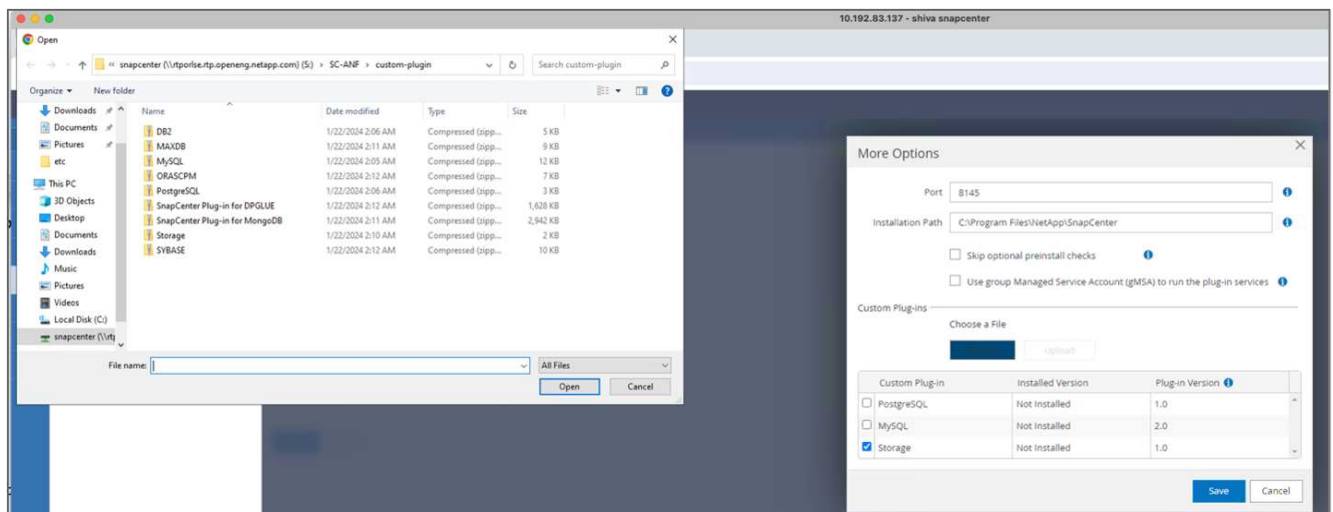 10.192.83.137 - shiva snapcenter
Open
« snapcenter (\\rtporlse.rtp.openeng.netapp.com) (S:) > SC-ANF > custom-plugin
Search custom-plugin
Organize
New folder
Name Date modified Type Size
Downloads
Documents
Pictures
etc
This PC
3D Objects
Desktop
Documents
Downloads
Music
Pictures
Videos
Local Disk (C:)
snapcenter (\\rtp
DB2 1/22/2024 2:06 AM Compressed (zipp... 5 KB
MAXDB 1/22/2024 2:11 AM Compressed (zipp... 9 KB
MySQL 1/22/2024 2:05 AM Compressed (zipp... 12 KB
ORASCPM 1/22/2024 2:12 AM Compressed (zipp... 7 KB
PostgreSQL 1/22/2024 2:06 AM Compressed (zipp... 3 KB
SnapCenter Plug-in for DPGLUE 1/22/2024 2:12 AM Compressed (zipp... 1,628 KB
SnapCenter Plug-in for MongoDB 1/22/2024 2:11 AM Compressed (zipp... 2,942 KB
Storage 1/22/2024 2:10 AM Compressed (zipp... 2 KB
SYBASE 1/22/2024 2:12 AM Compressed (zipp... 10 KB
File name:
All Files
Open Cancel
More Options
Port 8145
Installation Path C:\Program Files\NetApp\SnapCenter
Skip optional preinstall checks
Use group Managed Service Account (gMSA) to run the plug-in services
Custom Plug-ins
Choose a File
Upload
Custom Plug-in Installed Version Plug-in Version
PostgreSQL Not Installed 1.0
MySQL Not Installed 2.0
Storage Not Installed 1.0
Save Cancel